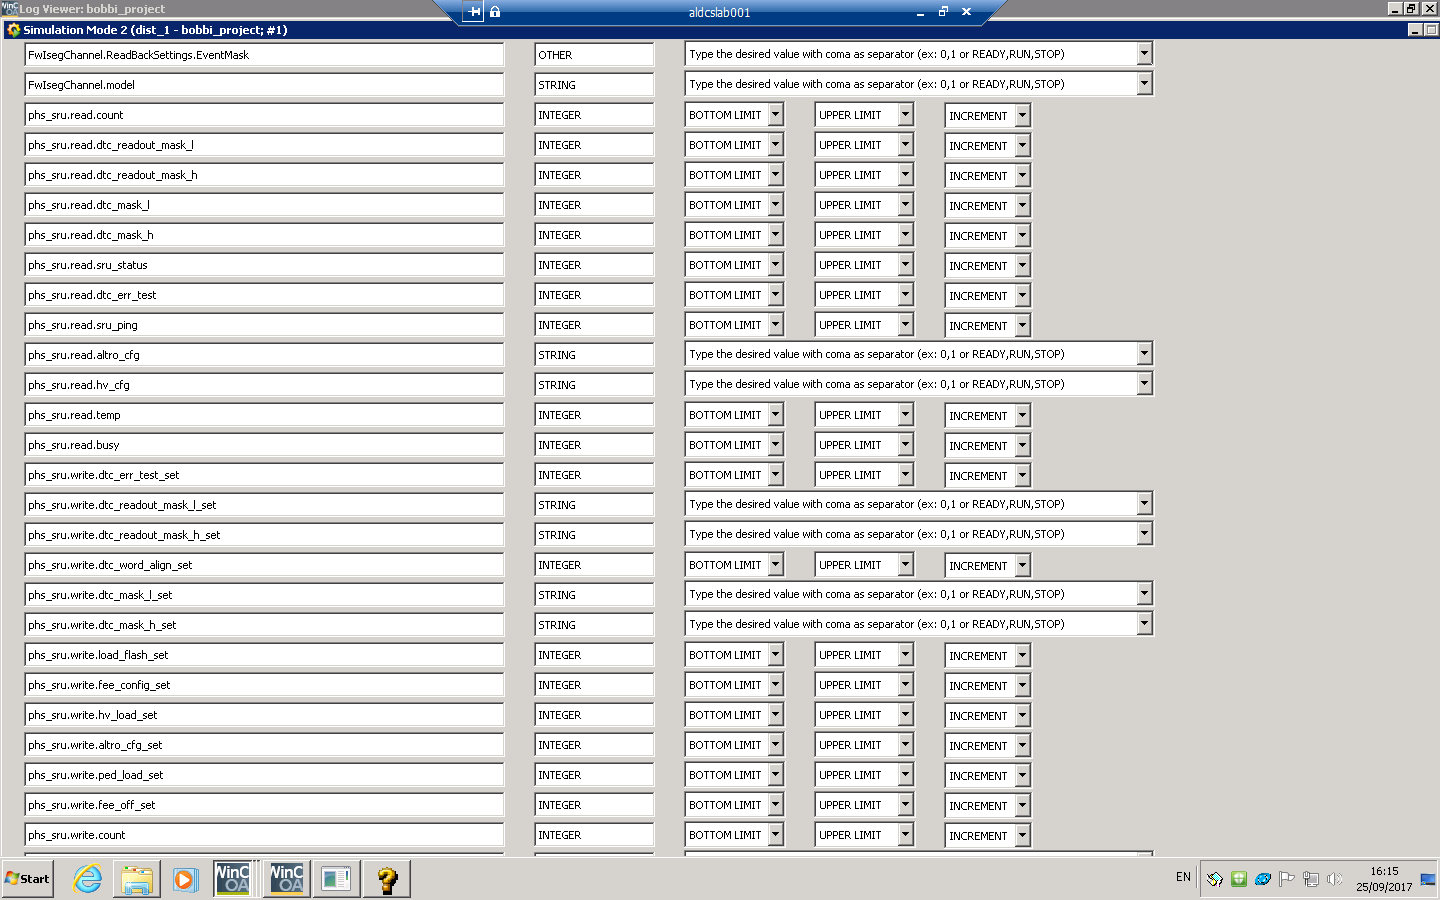 Log Viewer: bobbi_project
aldcslab001
Simulation Mode 2 (dist_1 - bobbi_project; #1)
FwIsegChannel.ReadBackSettings.EventMask OTHER Type the desired value with coma as separator (ex: 0,1 or READY,RUN,STOP)
FwIsegChannel.model STRING Type the desired value with coma as separator (ex: 0,1 or READY,RUN,STOP)
phs_sru.read.count INTEGER BOTTOM LIMIT UPPER LIMIT INCREMENT
phs_sru.read.dtc_readout_mask_l INTEGER BOTTOM LIMIT UPPER LIMIT INCREMENT
phs_sru.read.dtc_readout_mask_h INTEGER BOTTOM LIMIT UPPER LIMIT INCREMENT
phs_sru.read.dtc_mask_l INTEGER BOTTOM LIMIT UPPER LIMIT INCREMENT
phs_sru.read.dtc_mask_h INTEGER BOTTOM LIMIT UPPER LIMIT INCREMENT
phs_sru.read.sru_status INTEGER BOTTOM LIMIT UPPER LIMIT INCREMENT
phs_sru.read.dtc_err_test INTEGER BOTTOM LIMIT UPPER LIMIT INCREMENT
phs_sru.read.sru_ping INTEGER BOTTOM LIMIT UPPER LIMIT INCREMENT
phs_sru.read.altro_cfg STRING Type the desired value with coma as separator (ex: 0,1 or READY,RUN,STOP)
phs_sru.read.hv_cfg STRING Type the desired value with coma as separator (ex: 0,1 or READY,RUN,STOP)
phs_sru.read.temp INTEGER BOTTOM LIMIT UPPER LIMIT INCREMENT
phs_sru.read.busy INTEGER BOTTOM LIMIT UPPER LIMIT INCREMENT
phs_sru.write.dtc_err_test_set INTEGER BOTTOM LIMIT UPPER LIMIT INCREMENT
phs_sru.write.dtc_readout_mask_l_set STRING Type the desired value with coma as separator (ex: 0,1 or READY,RUN,STOP)
phs_sru.write.dtc_readout_mask_h_set STRING Type the desired value with coma as separator (ex: 0,1 or READY,RUN,STOP)
phs_sru.write.dtc_word_align_set INTEGER BOTTOM LIMIT UPPER LIMIT INCREMENT
phs_sru.write.dtc_mask_l_set STRING Type the desired value with coma as separator (ex: 0,1 or READY,RUN,STOP)
phs_sru.write.dtc_mask_h_set STRING Type the desired value with coma as separator (ex: 0,1 or READY,RUN,STOP)
phs_sru.write.load_flash_set INTEGER BOTTOM LIMIT UPPER LIMIT INCREMENT
phs_sru.write.fee_config_set INTEGER BOTTOM LIMIT UPPER LIMIT INCREMENT
phs_sru.write.hv_load_set INTEGER BOTTOM LIMIT UPPER LIMIT INCREMENT
phs_sru.write.altro_cfg_set INTEGER BOTTOM LIMIT UPPER LIMIT INCREMENT
phs_sru.write.ped_load_set INTEGER BOTTOM LIMIT UPPER LIMIT INCREMENT
phs_sru.write.fee_off_set INTEGER BOTTOM LIMIT UPPER LIMIT INCREMENT
phs_sru.write.count INTEGER BOTTOM LIMIT UPPER LIMIT INCREMENT
Start
WinC OA
WinC OA
EN
16:15
25/09/2017